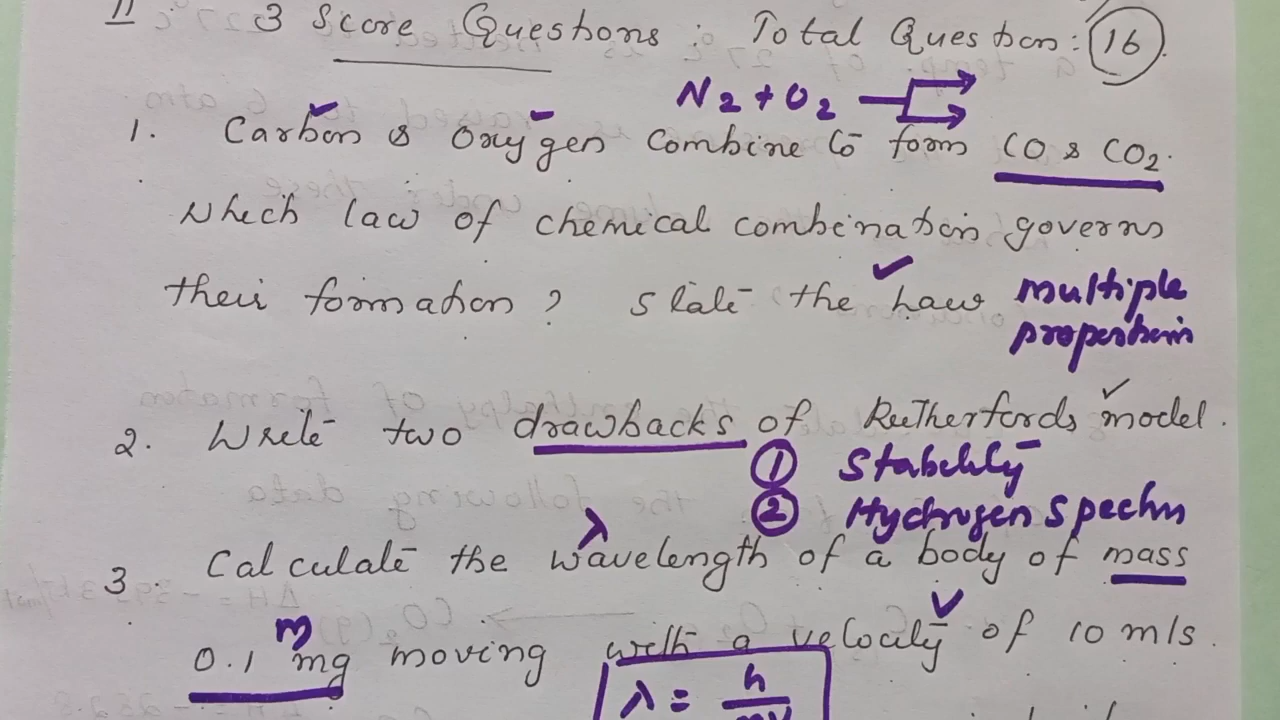 II 3 Score Questions : Total Question : 16
N2 + O2
1. Carbon & Oxygen combine to form CO & CO2.
which law of chemical combination governs
their formation ? State the Law. multiple
proportion
2. Write two drawbacks of Rutherfords model.
① Stability
② Hydrogen Spectru
λ
3. Calculate the wavelength of a body of mass
m
0.1 mg moving with a velocity of 10 m/s.
λ = h
mv